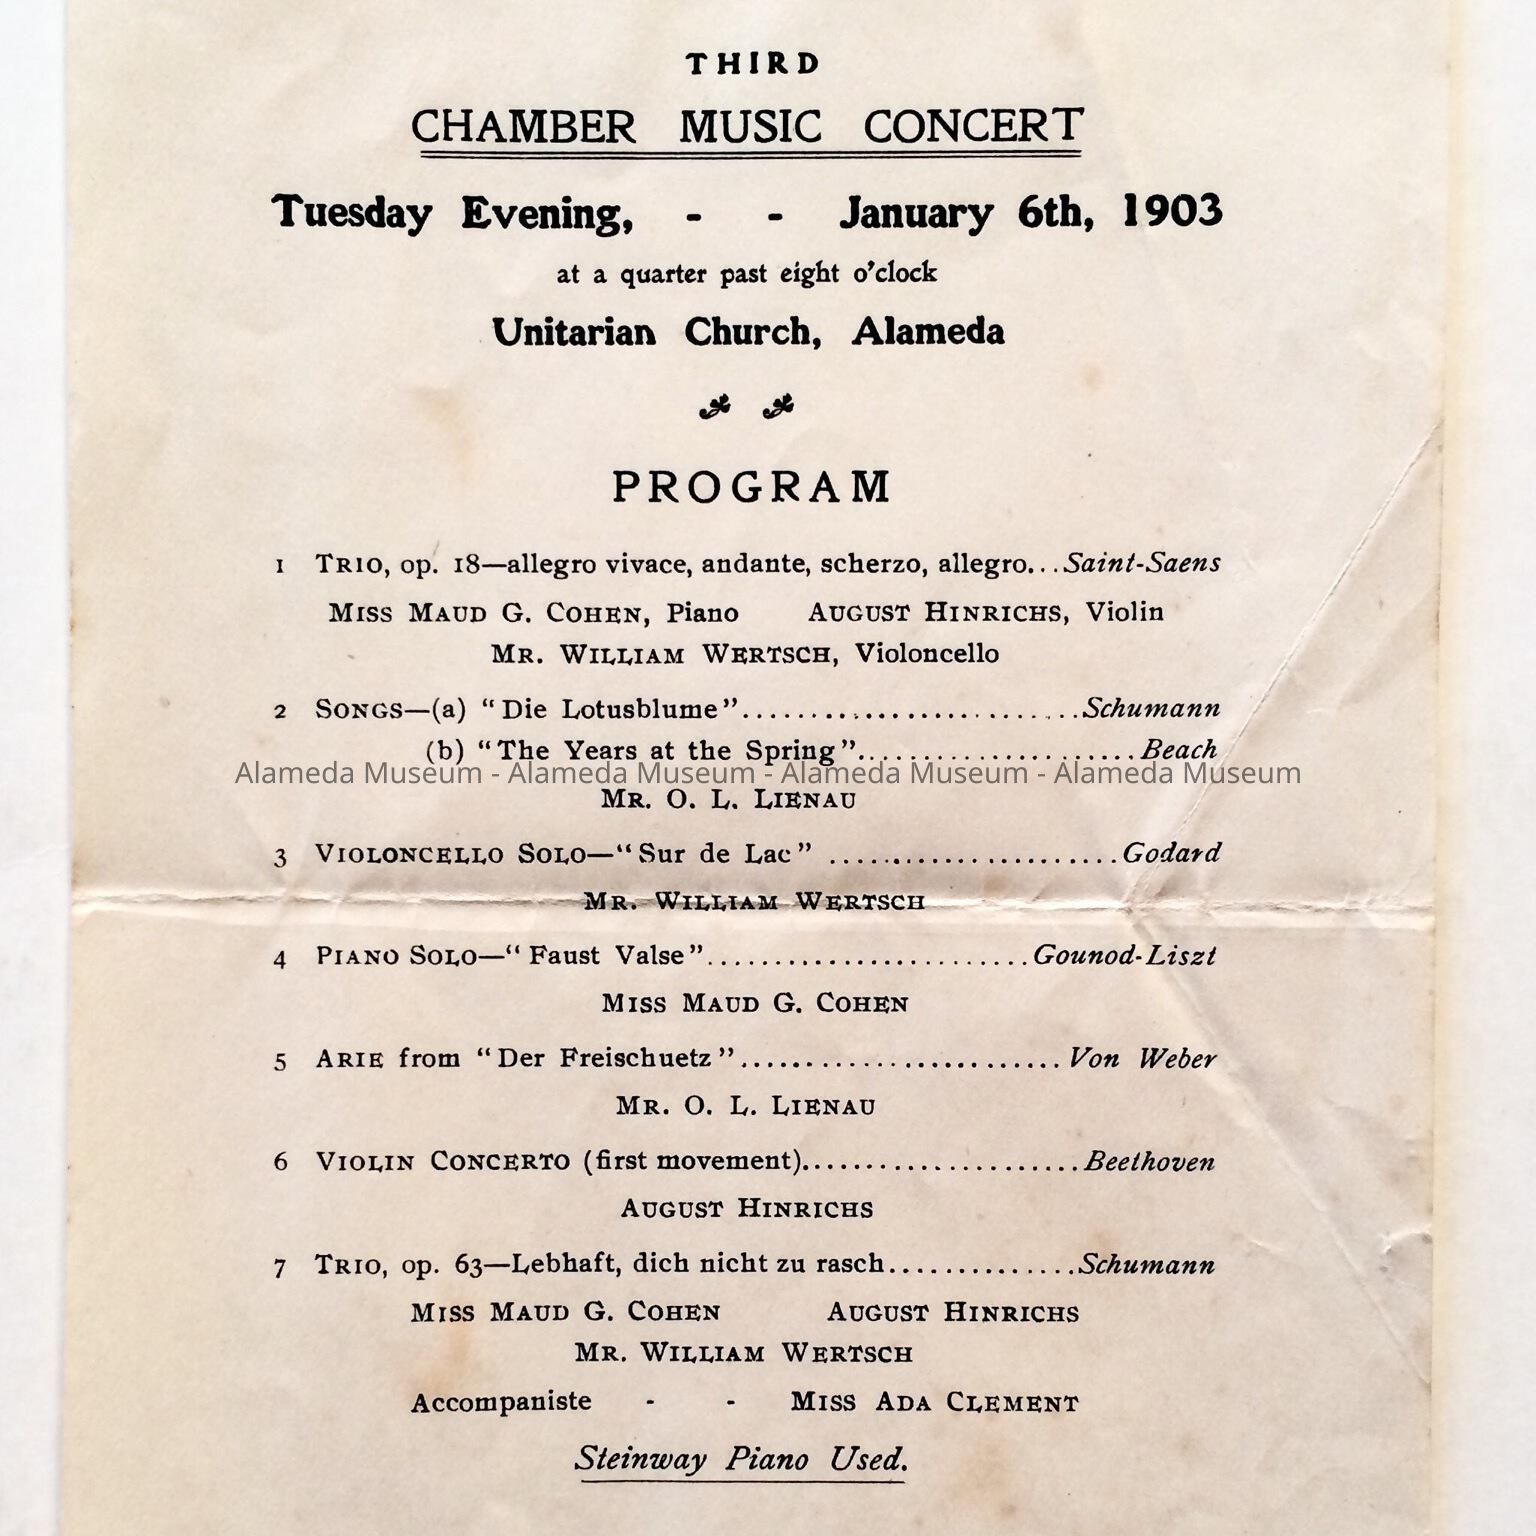 THIRD
CHAMBER MUSIC CONCERT
Tuesday Evening, - - January 6th, 1903
at a quarter past eight o'clock
Unitarian Church, Alameda
PROGRAM
1 TRIO, op. 18—allegro vivace, andante, scherzo, allegro...Saint-Saens
MISS MAUD G. COHEN, Piano AUGUST HINRICHS, Violin
MR. WILLIAM WERTSCH, Violoncello
2 SONGS—(a) "Die Lotusblume"..............................Schumann
(b) "The Years at the Spring"........................Beach
Alameda Museum - Alameda Museum - Alameda Museum - Alameda Museum
MR. O. L. LIENAU
3 VIOLONCELLO SOLO—"Sur de Lac" .........................Godard
MR. WILLIAM WERTSCH
4 PIANO SOLO—"Faust Valse"............................Gounod-Liszt
MISS MAUD G. COHEN
5 ARIE from "Der Freischuetz"............................Von Weber
MR. O. L. LIENAU
6 VIOLIN CONCERTO (first movement).......................Beethoven
AUGUST HINRICHS
7 TRIO, op. 63—Lebhaft, dich nicht zu rasch...............Schumann
MISS MAUD G. COHEN AUGUST HINRICHS
MR. WILLIAM WERTSCH
Accompaniste - - MISS ADA CLEMENT
Steinway Piano Used.